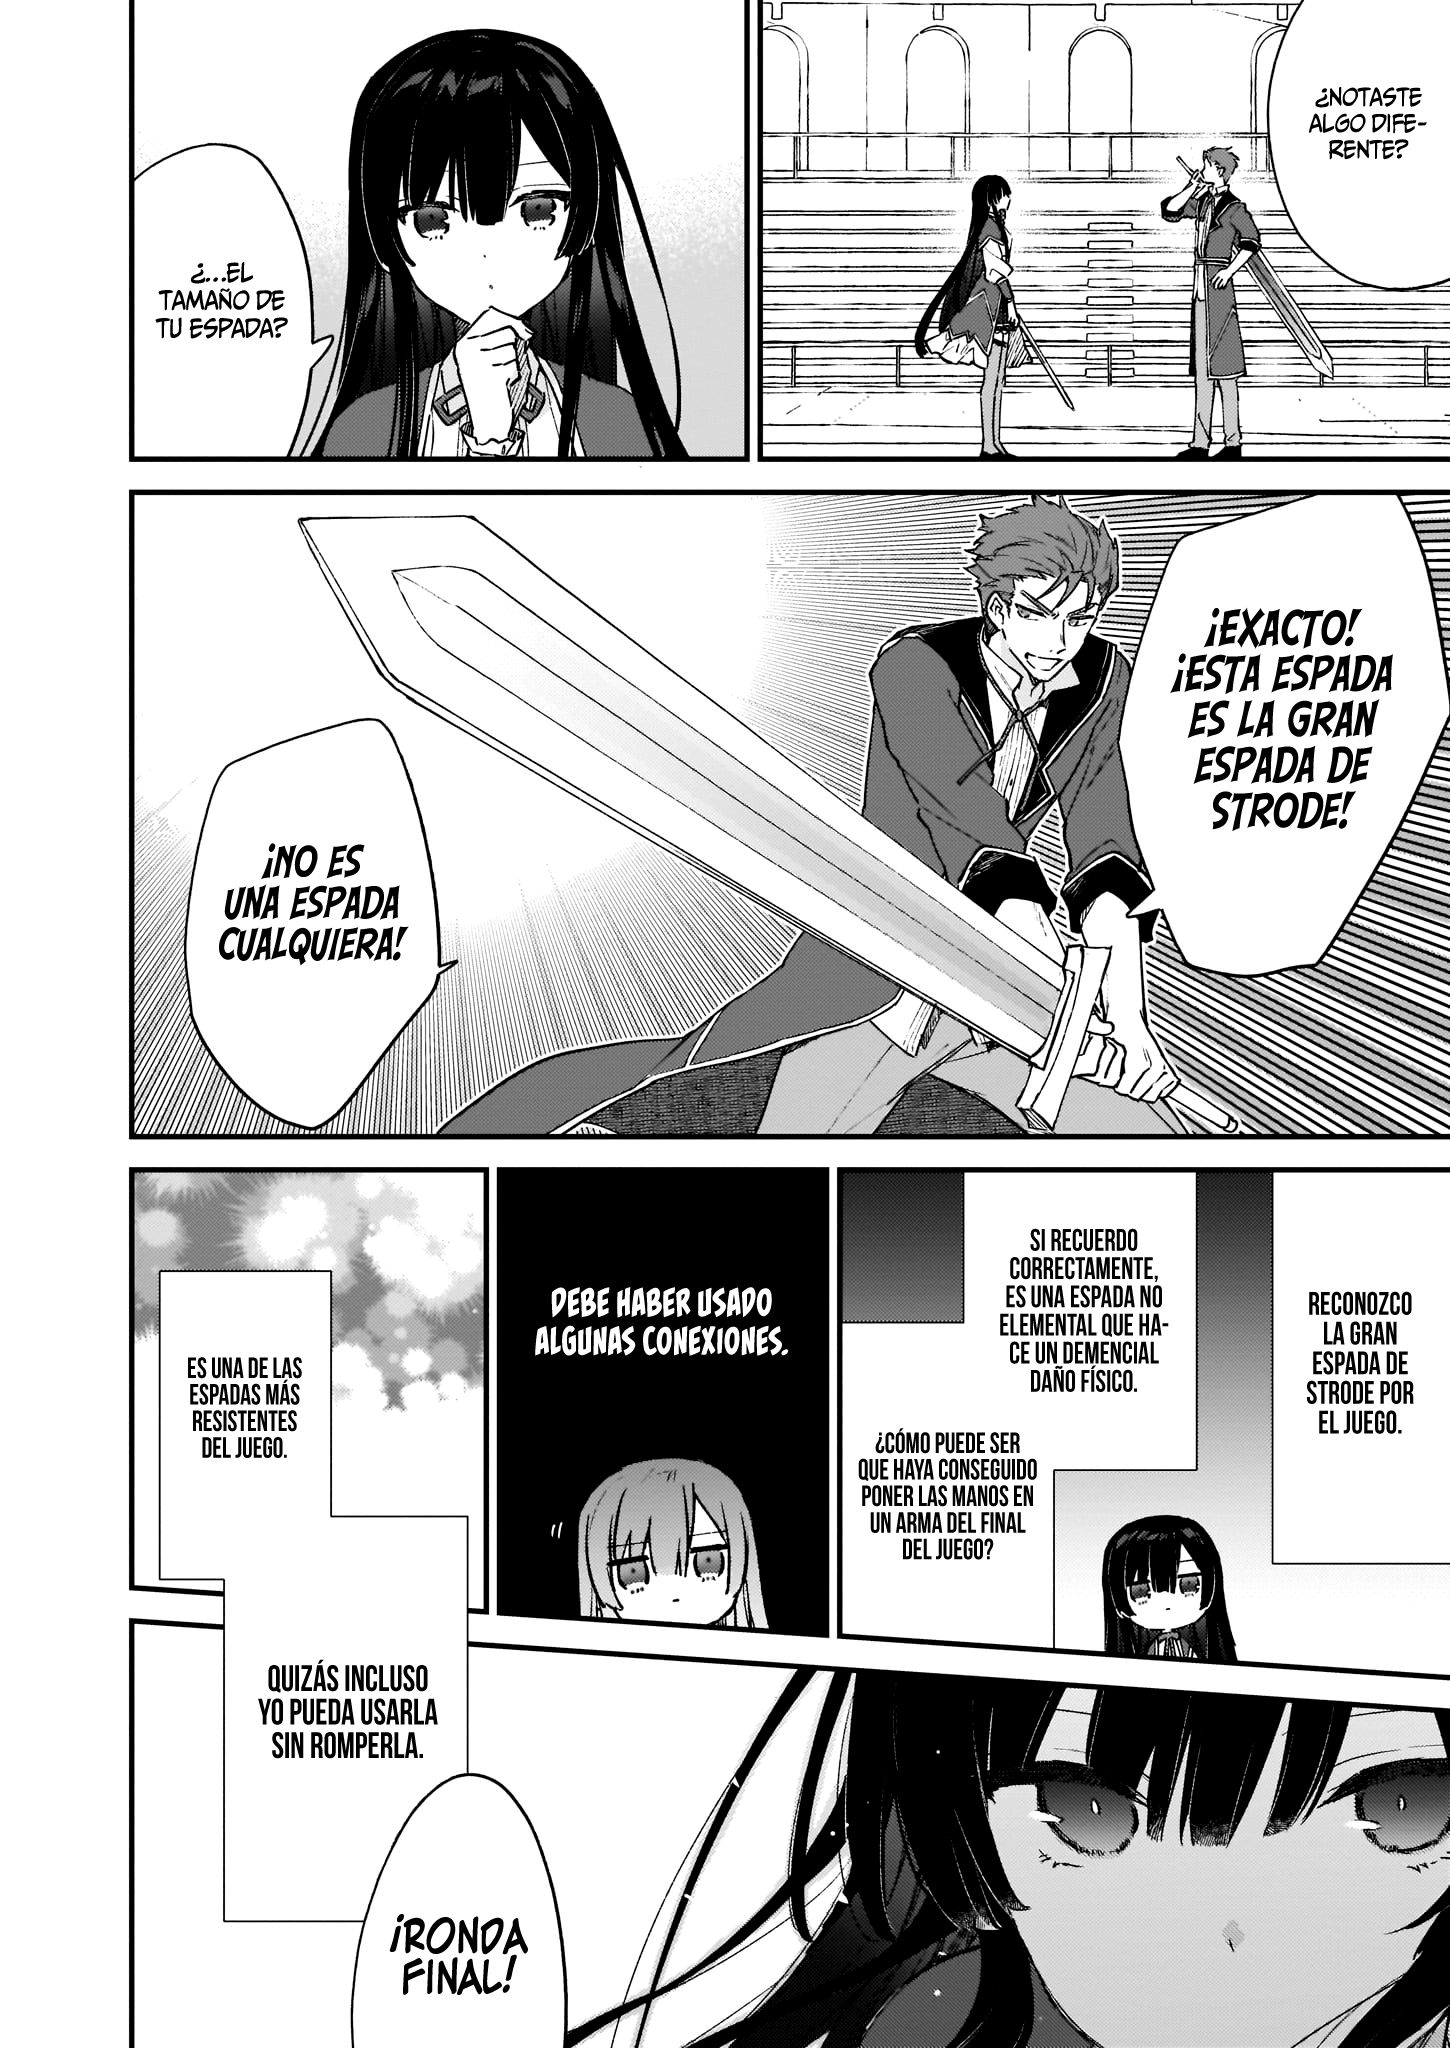 ¿NOTASTE
ALGO DIFE-
RENTE?
¿...EL
TAMAÑO DE
TU ESPADA?
¡EXACTO!
¡ESTA ESPADA
ES LA GRAN
ESPADA DE
STRODE!
¡NO ES
UNA ESPADA
CUALQUIERA!
RECONOZCO
LA GRAN
ESPADA DE
STRODE POR
EL JUEGO.
SI RECUERDO
CORRECTAMENTE,
ES UNA ESPADA NO
ELEMENTAL QUE HA-
CE UN DEMENCIAL
DAÑO FÍSICO.
¿CÓMO PUEDE SER
QUE HAYA CONSEGUIDO
PONER LAS MANOS EN
UN ARMA DEL FINAL
DEL JUEGO?
DEBE HABER USADO
ALGUNAS CONEXIONES.
ES UNA DE LAS
ESPADAS MÁS
RESISTENTES
DEL JUEGO.
QUIZÁS INCLUSO
YO PUEDA USARLA
SIN ROMPERLA.
¡RONDA
FINAL!